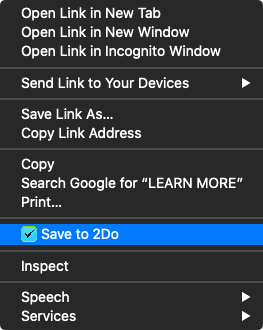 Open Link in New Tab
Open Link in New Window
Open Link in Incognito Window
Send Link to Your Devices
Save Link As...
Copy Link Address
Copy
Search Google for “LEARN MORE”
Print...
Save to 2Do
Inspect
Speech
Services